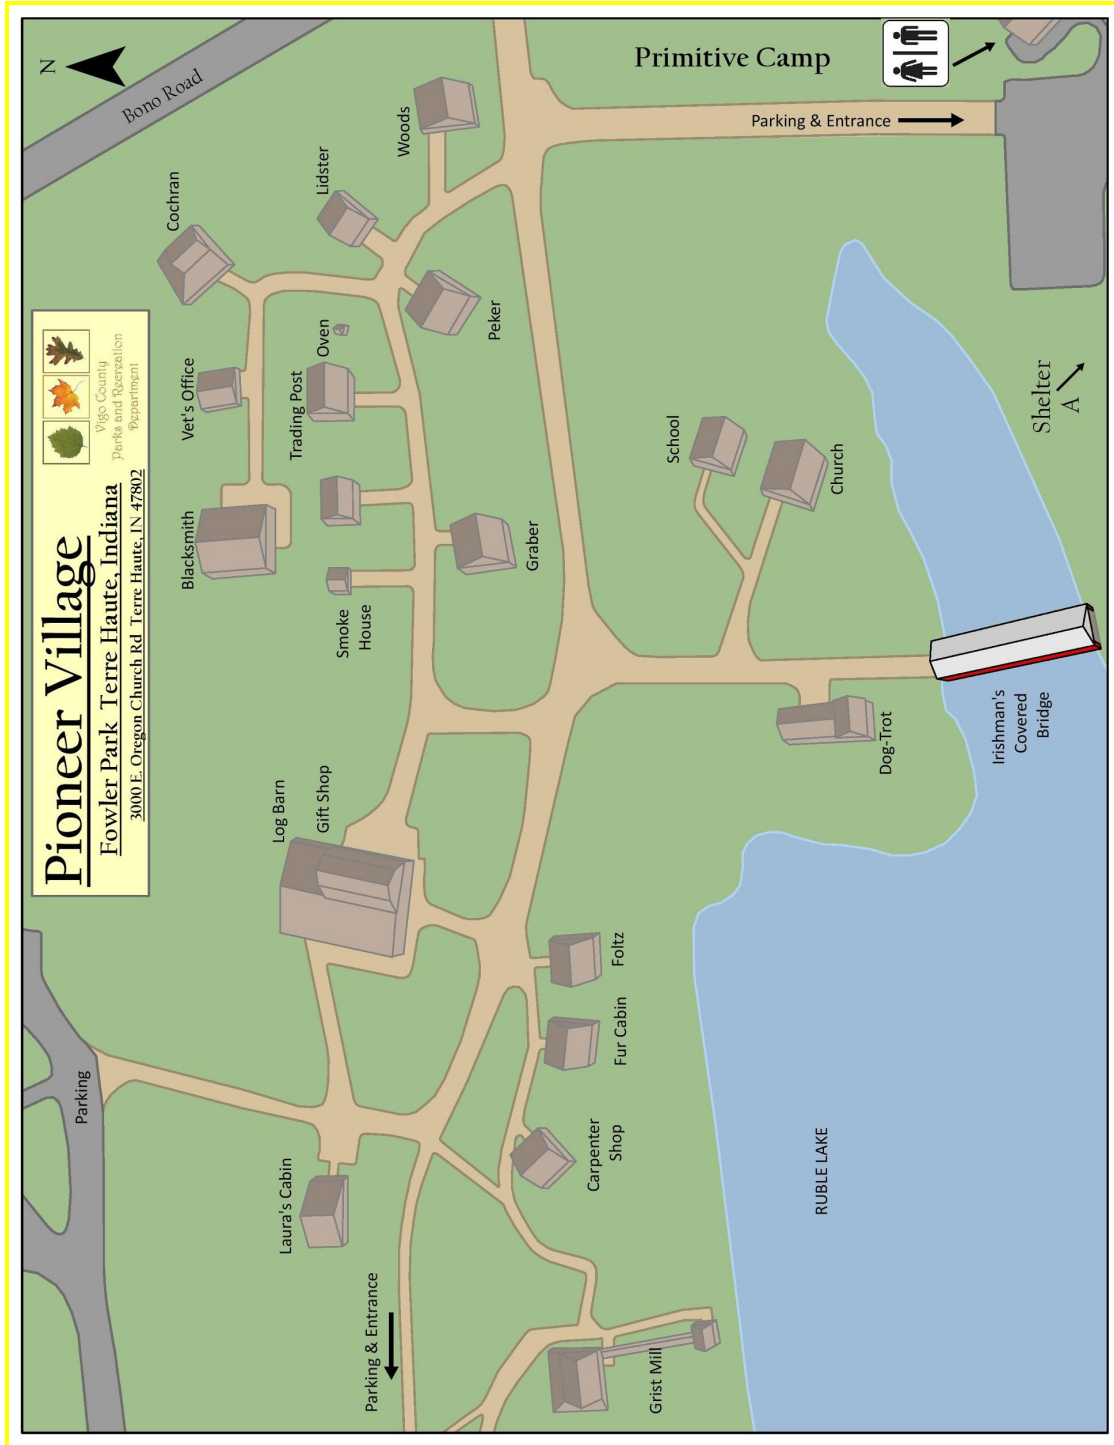 Pioneer Village
Fowler Park Terre Haute, Indiana
3000 E. Oregon Church Rd Terre Haute, IN 47802
Vigo County
Parks and Recreation
Department
N
Bono Road
Primitive Camp
Parking & Entrance
Woods
Lidster
Cochran
Peker
Oven
Trading Post
Vet's Office
Blacksmith
Smoke
House
Graber
School
Church
Shelter
A
Irishman's
Covered
Bridge
Dog-Trot
Log Barn
Gift Shop
Foltz
Fur Cabin
Carpenter
Shop
Parking
Laura's Cabin
Parking & Entrance
Grist Mill
RUBLE LAKE